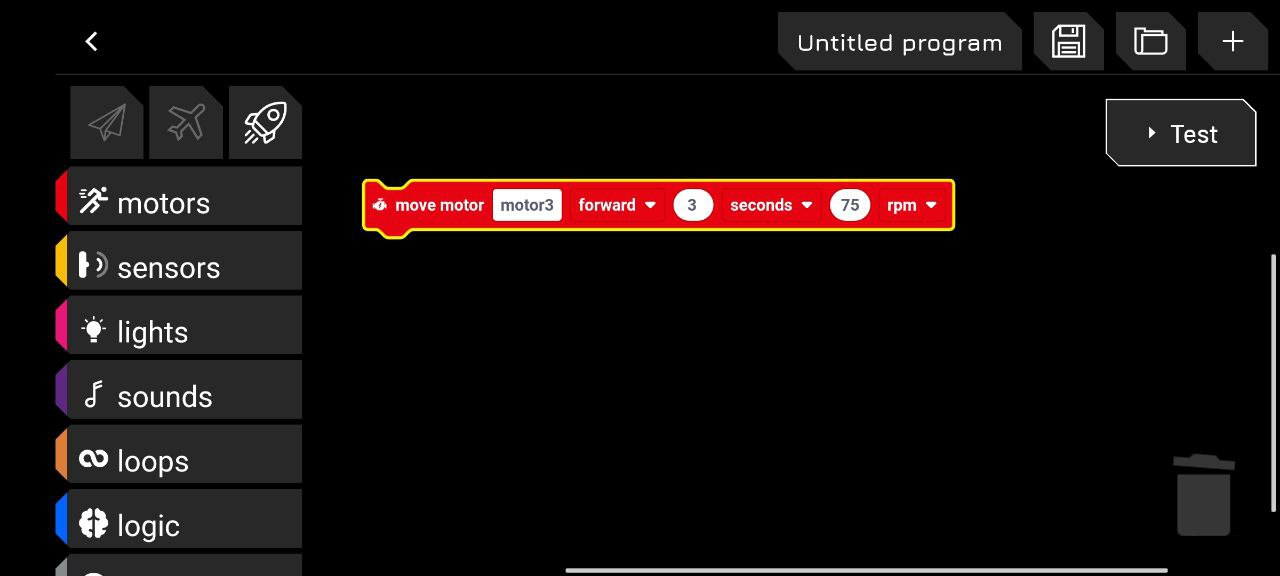 Untitled program
Test
motors
move motor motor3 forward 3 seconds 75 rpm
sensors
lights
sounds
loops
logic